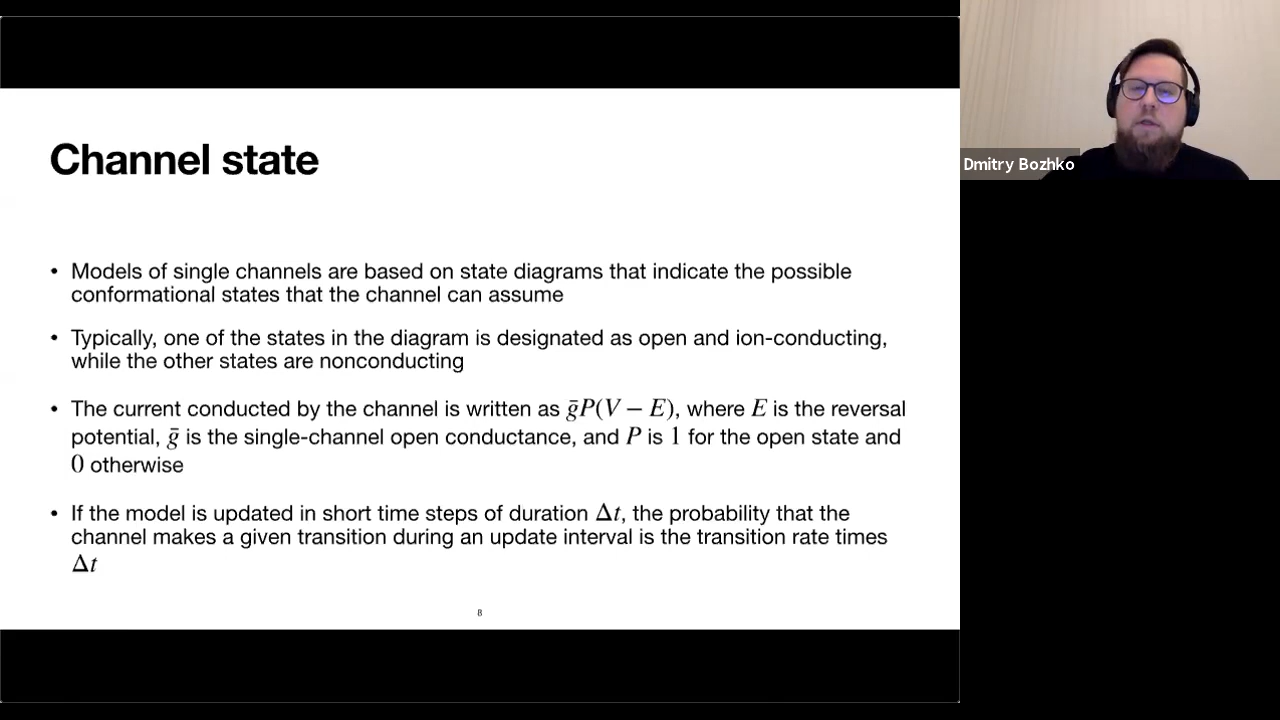 Channel state
• Models of single channels are based on state diagrams that indicate the possible
conformational states that the channel can assume
• Typically, one of the states in the diagram is designated as open and ion-conducting,
while the other states are nonconducting
• The current conducted by the channel is written as ḡP(V − E), where E is the reversal
potential, ḡ is the single-channel open conductance, and P is 1 for the open state and
0 otherwise
• If the model is updated in short time steps of duration Δt, the probability that the
channel makes a given transition during an update interval is the transition rate times
Δt
8
Dmitry Bozhko